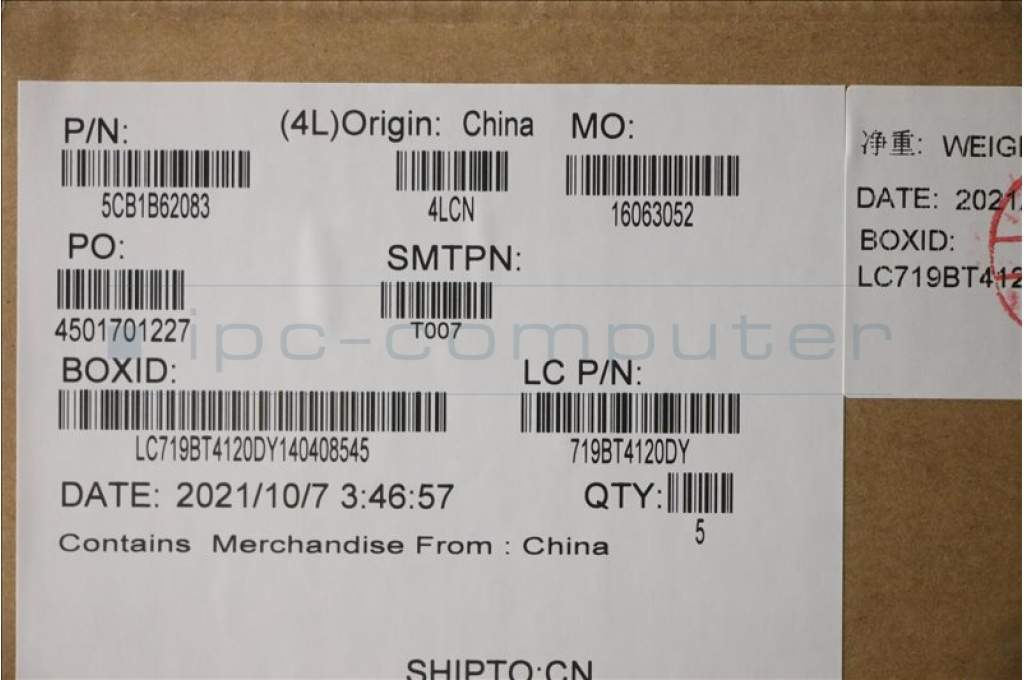 P/N:
(4L)Origin: China
MO:
5CB1B62083
4LCN
16063052
PO:
SMTPN:
4501701227
T007
ipc-computer
BOXID:
LC P/N:
LC719BT4120DY140408545
719BT4120DY
DATE: 2021/10/7 3:46:57
QTY:
5
Contains Merchandise From : China
SHIPTO:CN
净重: WEIGH
DATE: 2021/
BOXID:
LC719BT412